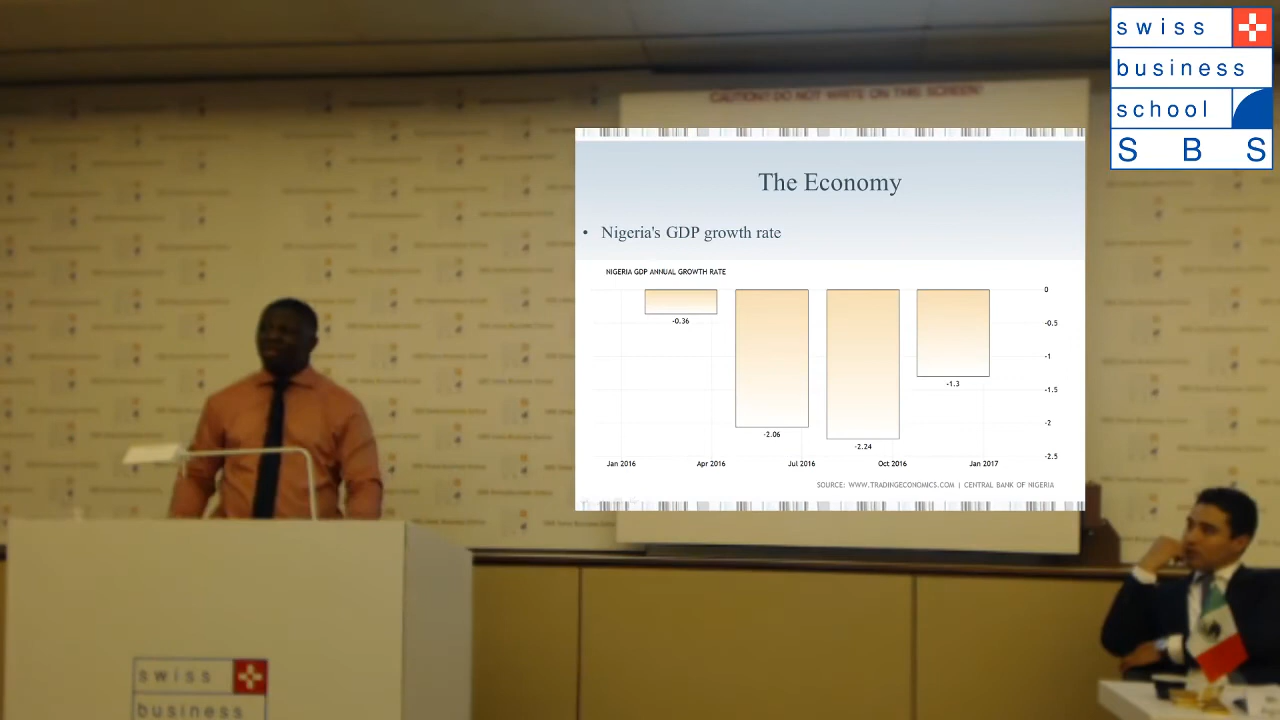 swiss
business
school
S B S
CAUTION! DO NOT WRITE ON THIS SCREEN!
The Economy
• Nigeria's GDP growth rate
NIGERIA GDP ANNUAL GROWTH RATE
0
-0.36
-0.5
-1
-1.3
-1.5
-2
-2.06
-2.24
-2.5
Jan 2016 Apr 2016 Jul 2016 Oct 2016 Jan 2017
SOURCE: WWW.TRADINGECONOMICS.COM | CENTRAL BANK OF NIGERIA
swiss
business